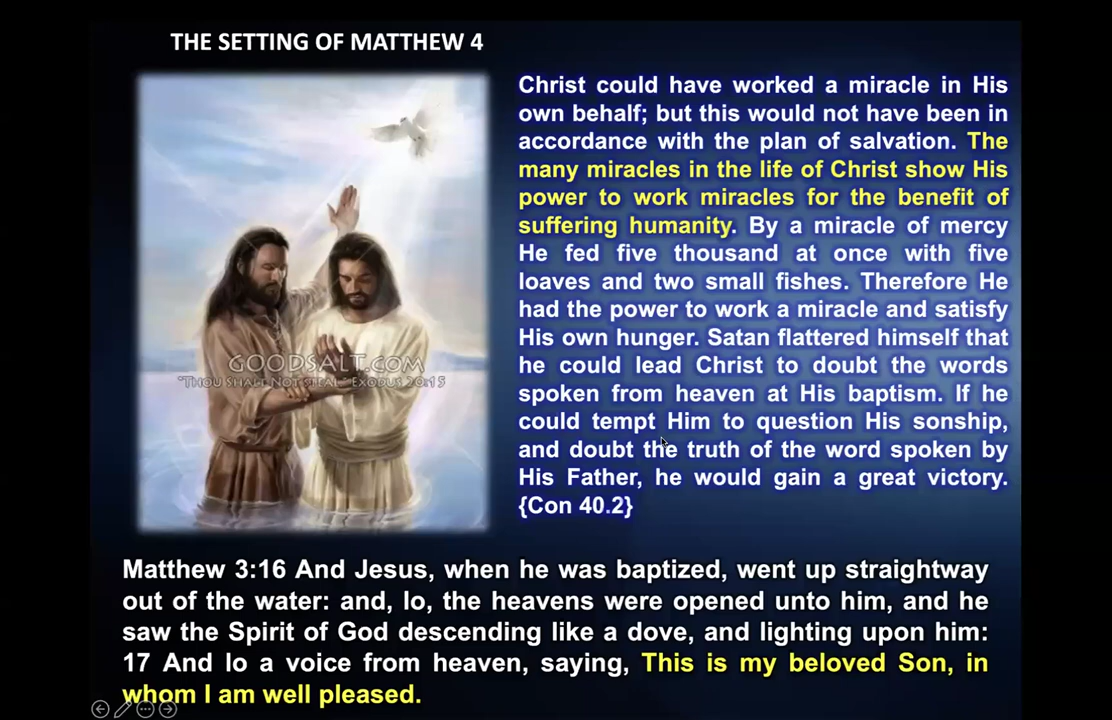 THE SETTING OF MATTHEW 4
Christ could have worked a miracle in His
own behalf; but this would not have been in
accordance with the plan of salvation. The
many miracles in the life of Christ show His
power to work miracles for the benefit of
suffering humanity. By a miracle of mercy
He fed five thousand at once with five
loaves and two small fishes. Therefore He
had the power to work a miracle and satisfy
His own hunger. Satan flattered himself that
he could lead Christ to doubt the words
spoken from heaven at His baptism. If he
could tempt Him to question His sonship,
and doubt the truth of the word spoken by
His Father, he would gain a great victory.
{Con 40.2}
GOODSALT.COM
"THOU SHALT NOT STEAL" EXODUS 20:15
Matthew 3:16 And Jesus, when he was baptized, went up straightway
out of the water: and, lo, the heavens were opened unto him, and he
saw the Spirit of God descending like a dove, and lighting upon him:
17 And lo a voice from heaven, saying, This is my beloved Son, in
whom I am well pleased.